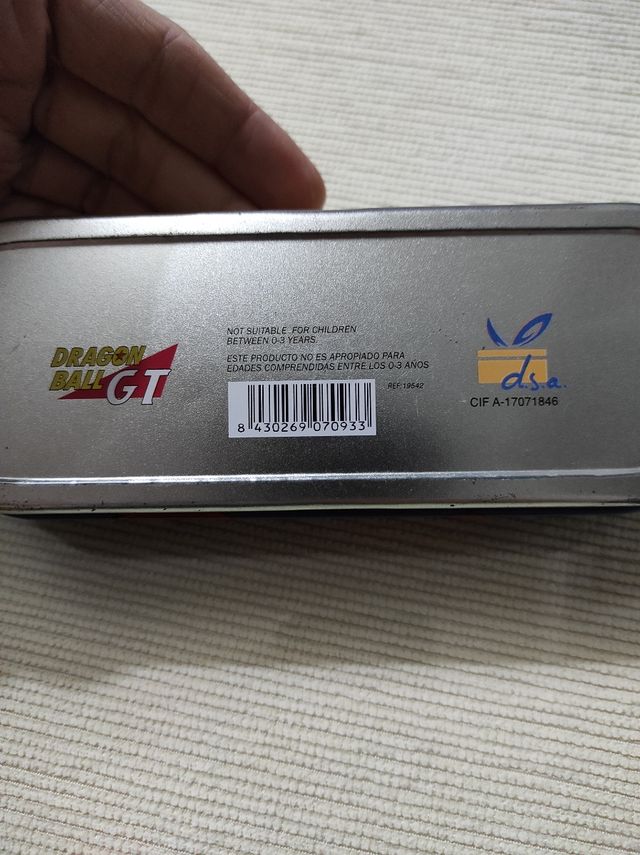 DRAGON
BALL GT
NOT SUITABLE FOR CHILDREN
BETWEEN 0-3 YEARS.
ESTE PRODUCTO NO ES APROPIADO PARA
EDADES COMPRENDIDAS ENTRE LOS 0-3 AÑOS
REF.19542
8 430269 070933
d.s.a.
CIF A-17071846